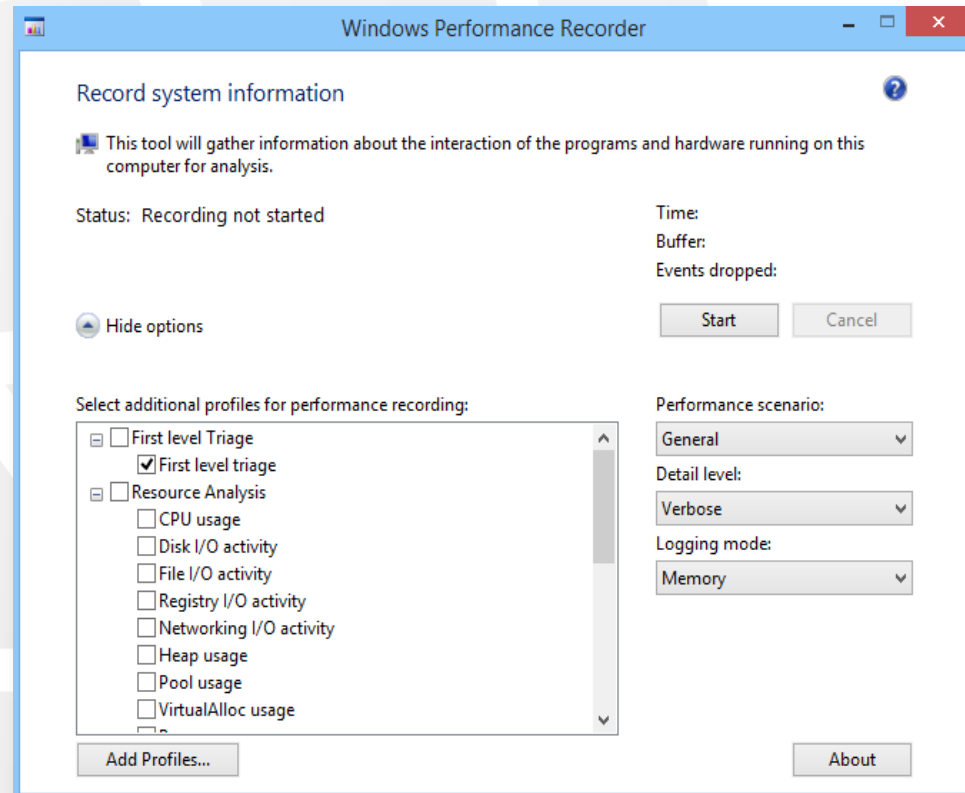 Windows Performance Recorder
Record system information
This tool will gather information about the interaction of the programs and hardware running on this
computer for analysis.
Status: Recording not started
Time:
Buffer:
Events dropped:
Hide options
Start
Cancel
Select additional profiles for performance recording:
First level Triage
First level triage
Resource Analysis
CPU usage
Disk I/O activity
File I/O activity
Registry I/O activity
Networking I/O activity
Heap usage
Pool usage
VirtualAlloc usage
Performance scenario:
General
Detail level:
Verbose
Logging mode:
Memory
Add Profiles...
About